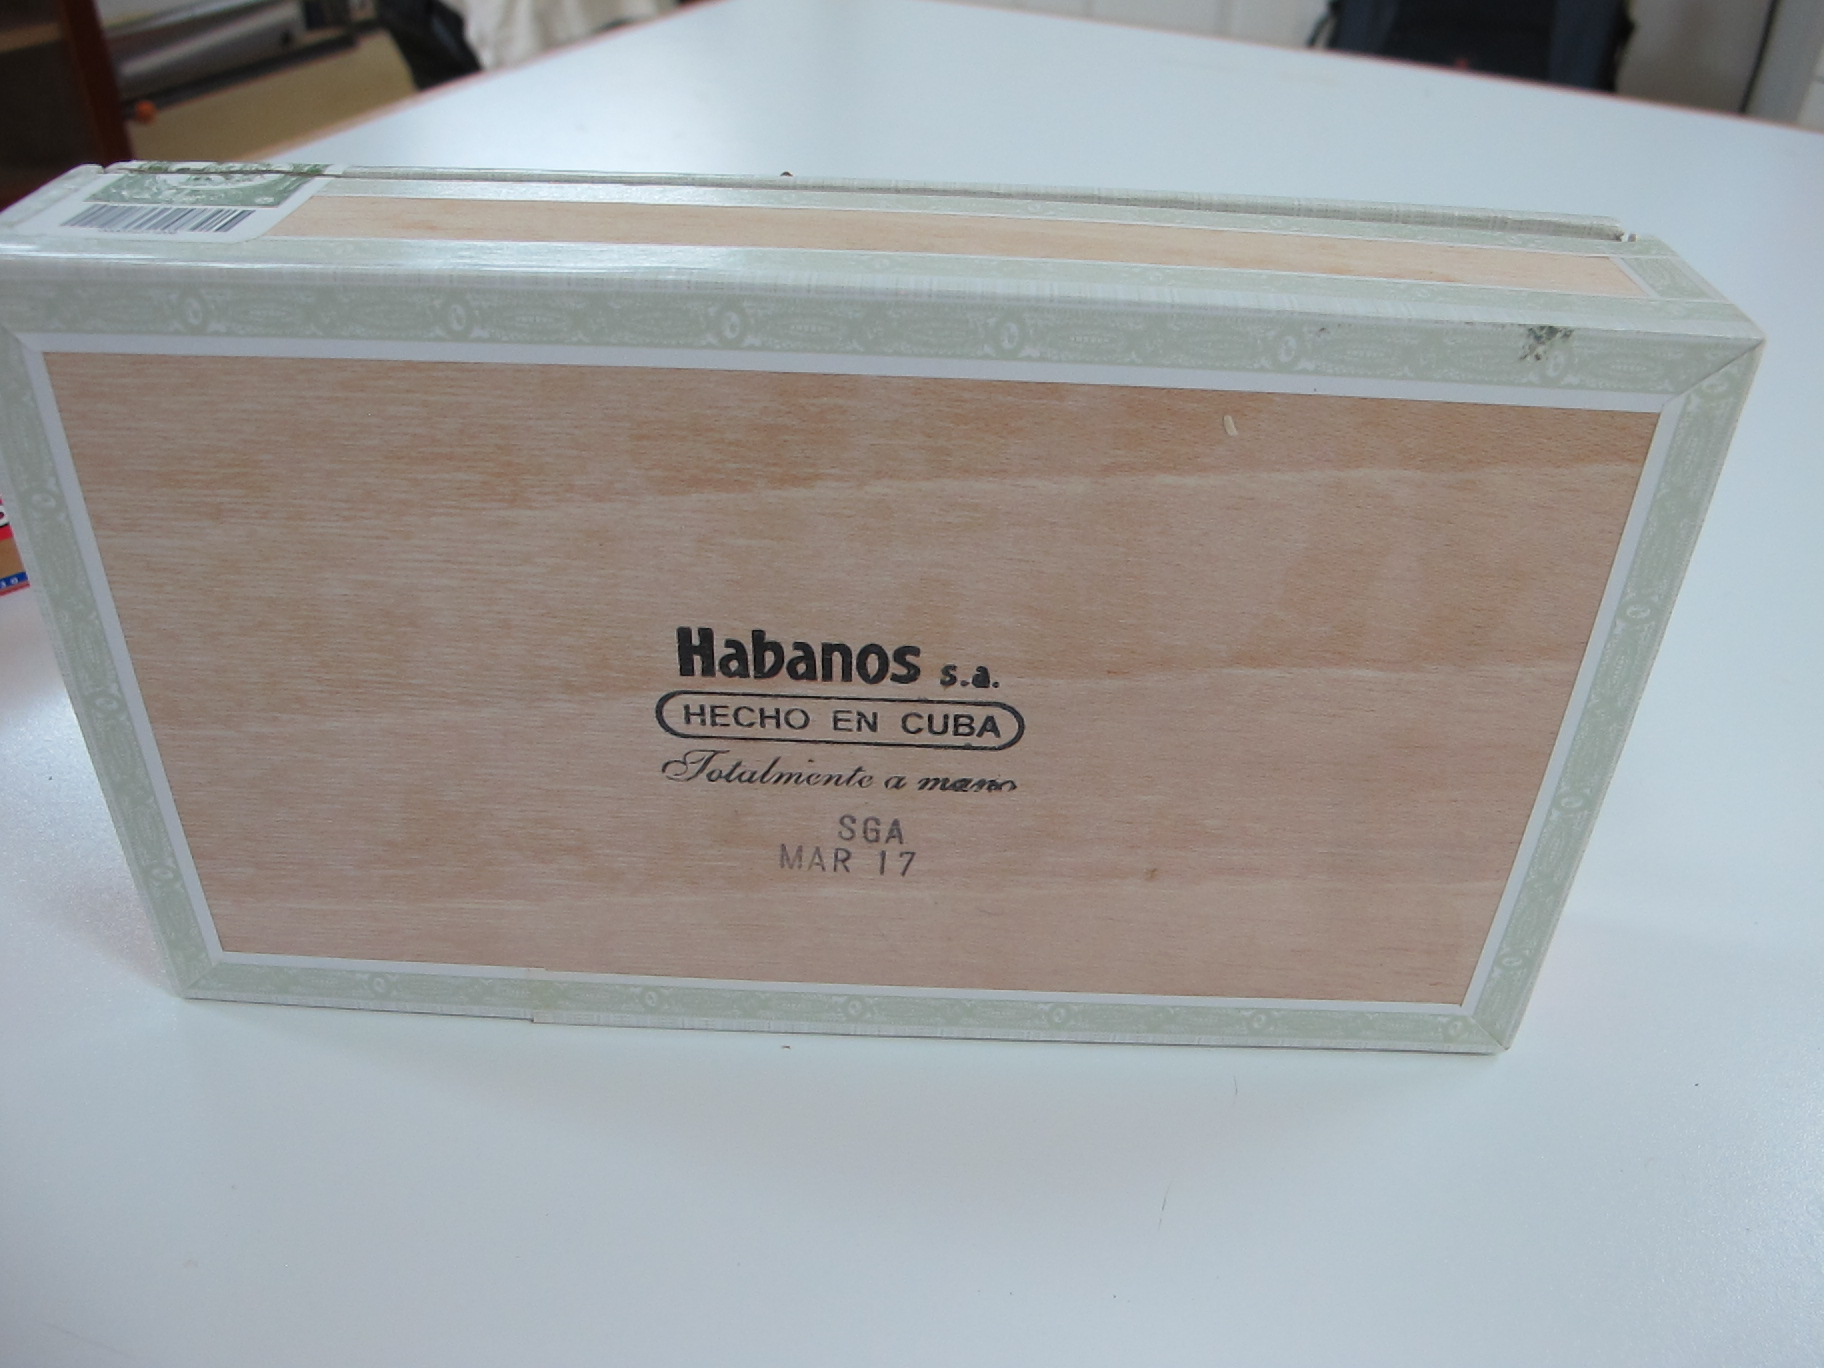 Habanos s.a.
HECHO EN CUBA
Totalmente a mano
SGA
MAR 17